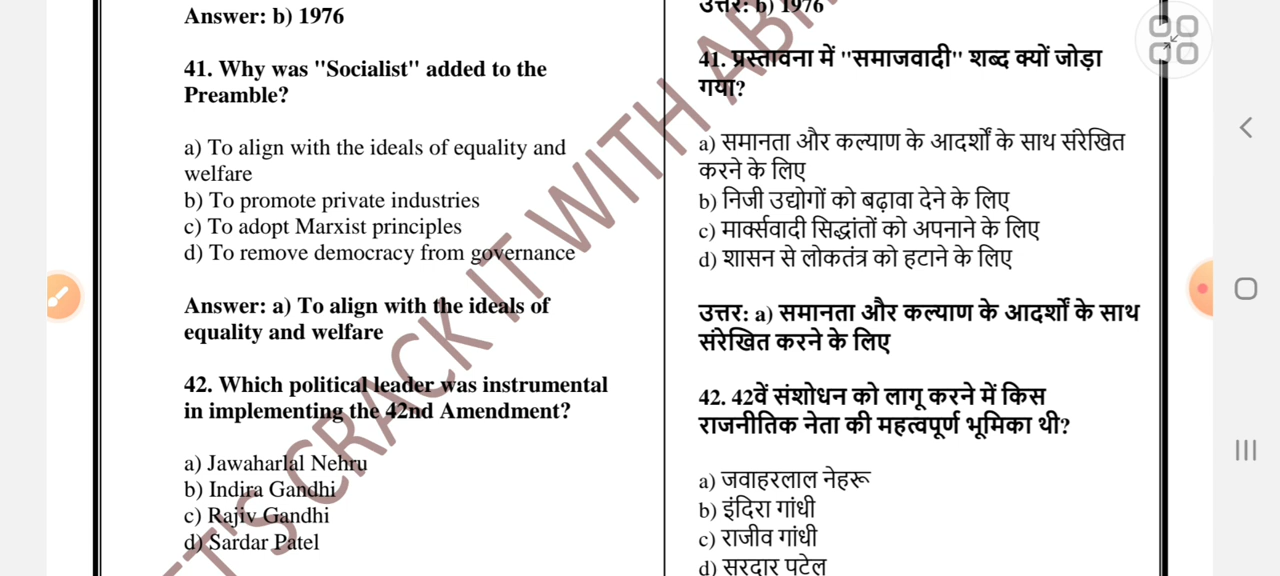 Answer: b) 1976
41. Why was "Socialist" added to the
Preamble?
a) To align with the ideals of equality and
welfare
b) To promote private industries
c) To adopt Marxist principles
d) To remove democracy from governance
Answer: a) To align with the ideals of
equality and welfare
42. Which political leader was instrumental
in implementing the 42nd Amendment?
a) Jawaharlal Nehru
b) Indira Gandhi
c) Rajiv Gandhi
d) Sardar Patel
उत्तर: b) 1976
41. प्रस्तावना में "समाजवादी" शब्द क्यों जोड़ा
गया?
a) समानता और कल्याण के आदर्शों के साथ संरेखित
करने के लिए
b) निजी उद्योगों को बढ़ावा देने के लिए
c) मार्क्सवादी सिद्धांतों को अपनाने के लिए
d) शासन से लोकतंत्र को हटाने के लिए
उत्तर: a) समानता और कल्याण के आदर्शों के साथ
संरेखित करने के लिए
42. 42वें संशोधन को लागू करने में किस
राजनीतिक नेता की महत्वपूर्ण भूमिका थी?
a) जवाहरलाल नेहरू
b) इंदिरा गांधी
c) राजीव गांधी
d) सरदार पटेल
CRACK IT WITH